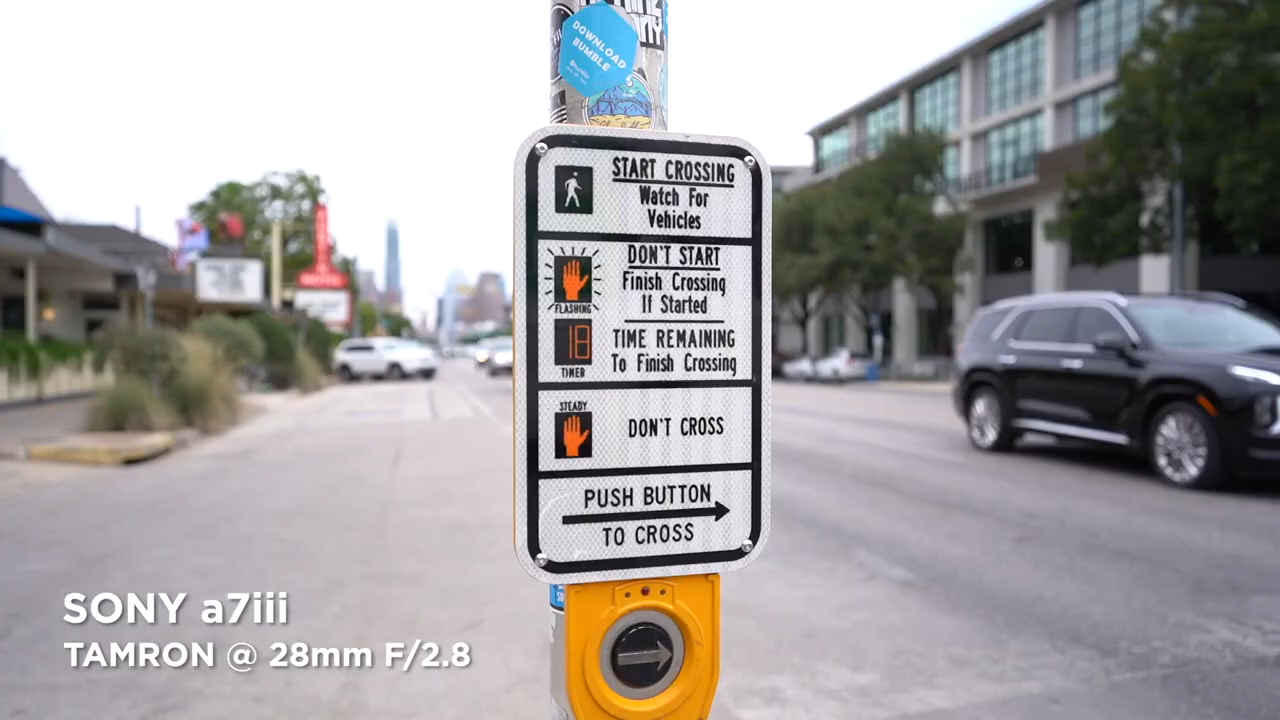 DOWNLOAD
BUMBLE
START CROSSING
Watch For
Vehicles
DON'T START
Finish Crossing
If Started
FLASHING
18
TIME REMAINING
To Finish Crossing
TIMER
STEADY
DON'T CROSS
PUSH BUTTON
TO CROSS
SONY a7iii
TAMRON @ 28mm F/2.8